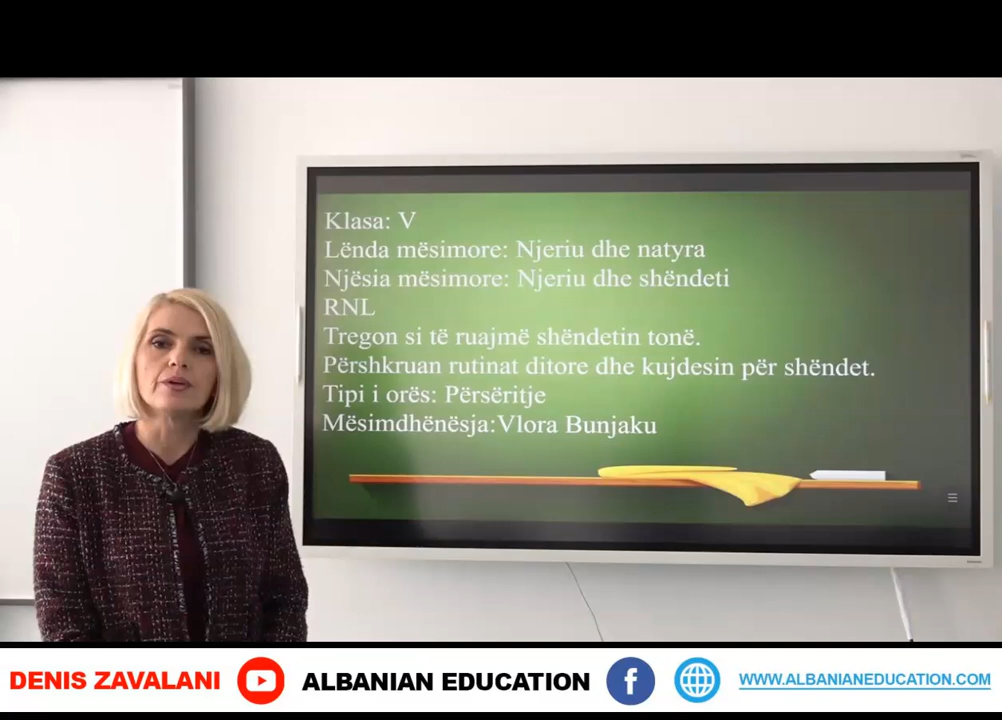 Klasa: V
Lënda mësimore: Njeriu dhe natyra
Njësia mësimore: Njeriu dhe shëndeti
RNL
Tregon si të ruajmë shëndetin tonë.
Përshkruan rutinat ditore dhe kujdesin për shëndet.
Tipi i orës: Përsëritje
Mësimdhënësja:Vlora Bunjaku
DENIS ZAVALANI ALBANIAN EDUCATION WWW.ALBANIANEDUCATION.COM